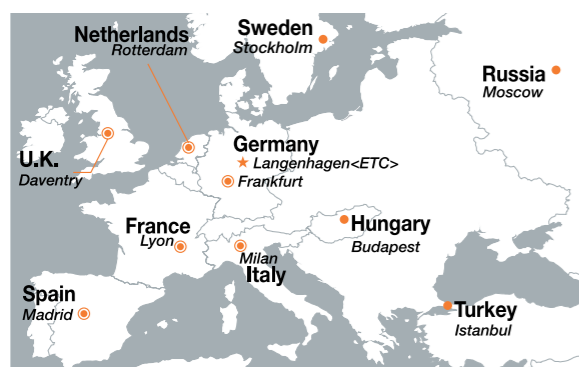 Netherlands
Rotterdam
Sweden
Stockholm
Russia
Moscow
U.K.
Daventry
Germany
Langenhagen<ETC>
Frankfurt
France
Lyon
Milan
Italy
Hungary
Budapest
Spain
Madrid
Turkey
Istanbul